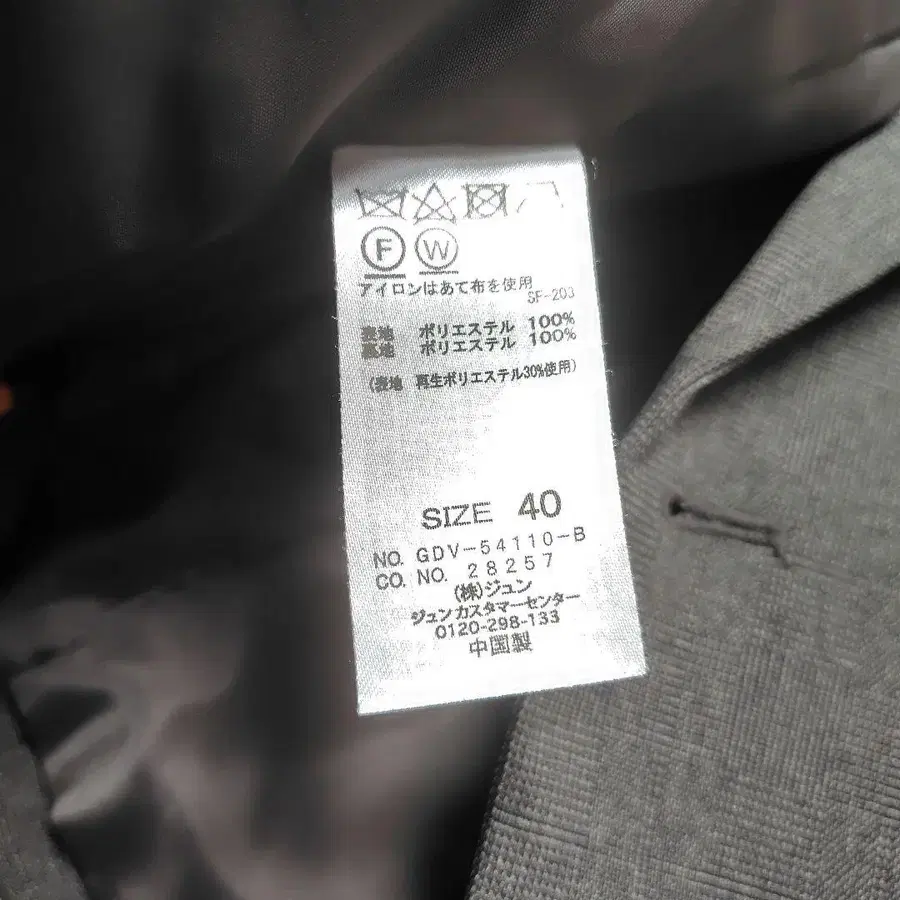 F W
アイロンはあて布を使用
SF-203
表地 ポリエステル 100%
裏地 ポリエステル 100%
(表地 再生ポリエステル30%使用)
SIZE 40
NO. GDV-54110-B
CO. NO. 28257
(株)ジュン
ジュンカスタマーセンター
0120-298-133
中国製